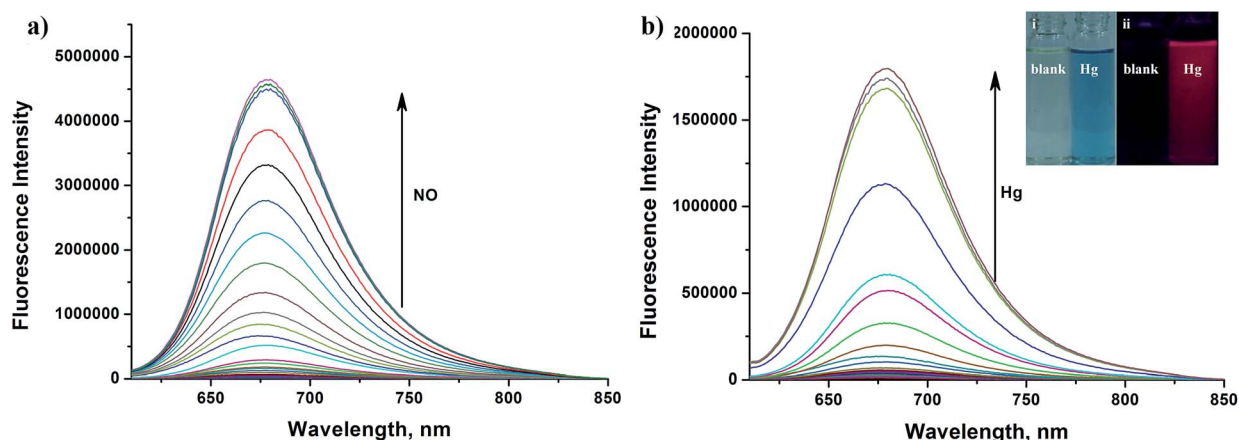 a)
5000000
4000000
3000000
2000000
1000000
0
Fluorescence Intensity
NO
650
700
750
800
850
Wavelength, nm
b)
2000000
1500000
1000000
500000
0
Fluorescence Intensity
Hg
i
ii
blank
Hg
blank
Hg
650
700
750
800
850
Wavelength, nm